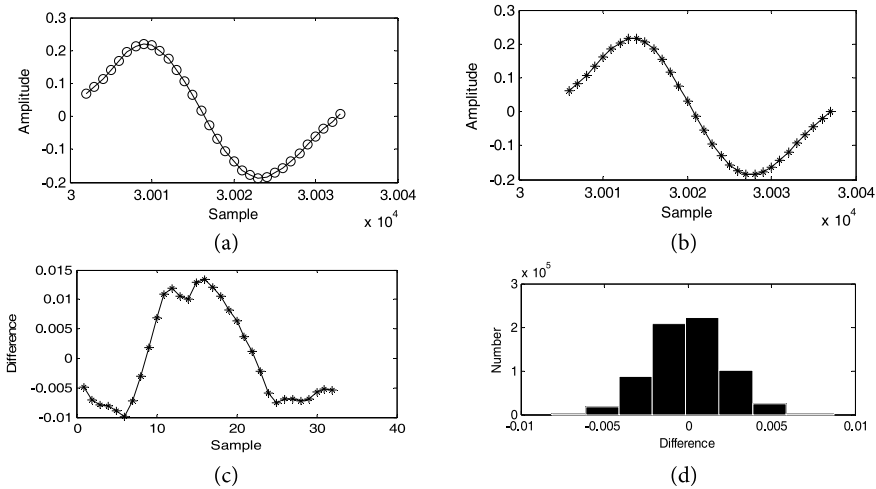 0.3
0.2
0.1
0
-0.1
-0.2
Amplitude
3
3.001
3.002
3.003
3.004
Sample
x 10^4
(a)
0.3
0.2
0.1
0
-0.1
-0.2
Amplitude
3
3.001
3.002
3.003
3.004
Sample
x 10^4
(b)
0.015
0.01
0.005
0
-0.005
-0.01
Difference
0
10
20
30
40
Sample
(c)
x 10^5
3
2
1
0
Number
-0.01
-0.005
0
0.005
0.01
Difference
(d)